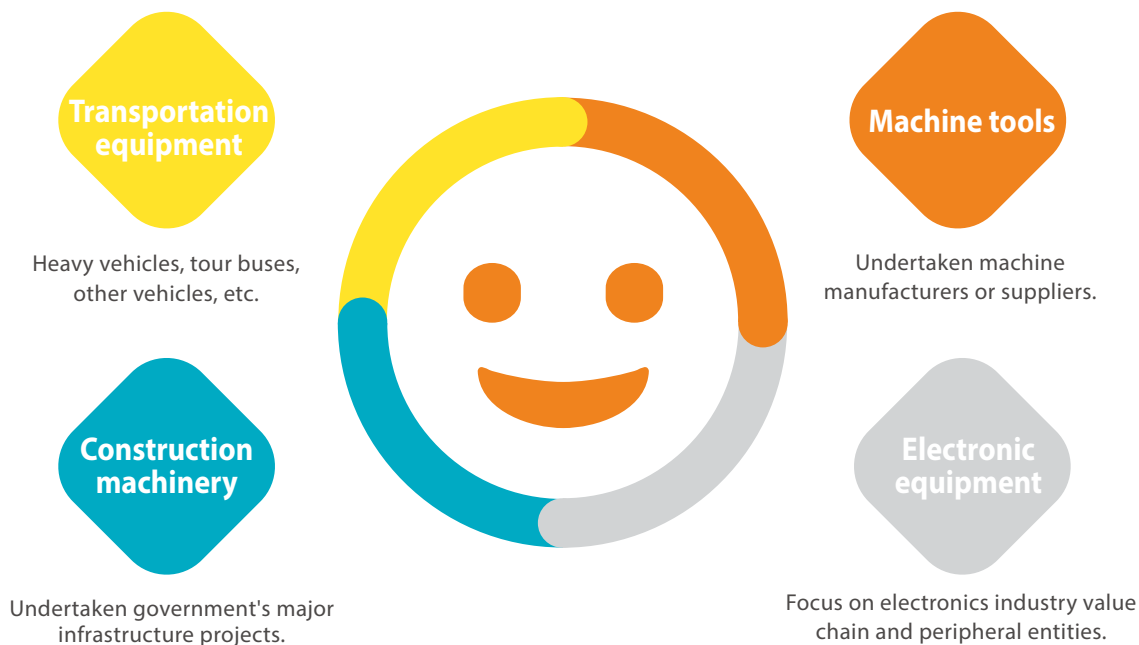 Transportation
equipment
Heavy vehicles, tour buses,
other vehicles, etc.
Machine tools
Undertaken machine
manufacturers or suppliers.
Construction
machinery
Undertaken government's major
infrastructure projects.
Electronic
equipment
Focus on electronics industry value
chain and peripheral entities.